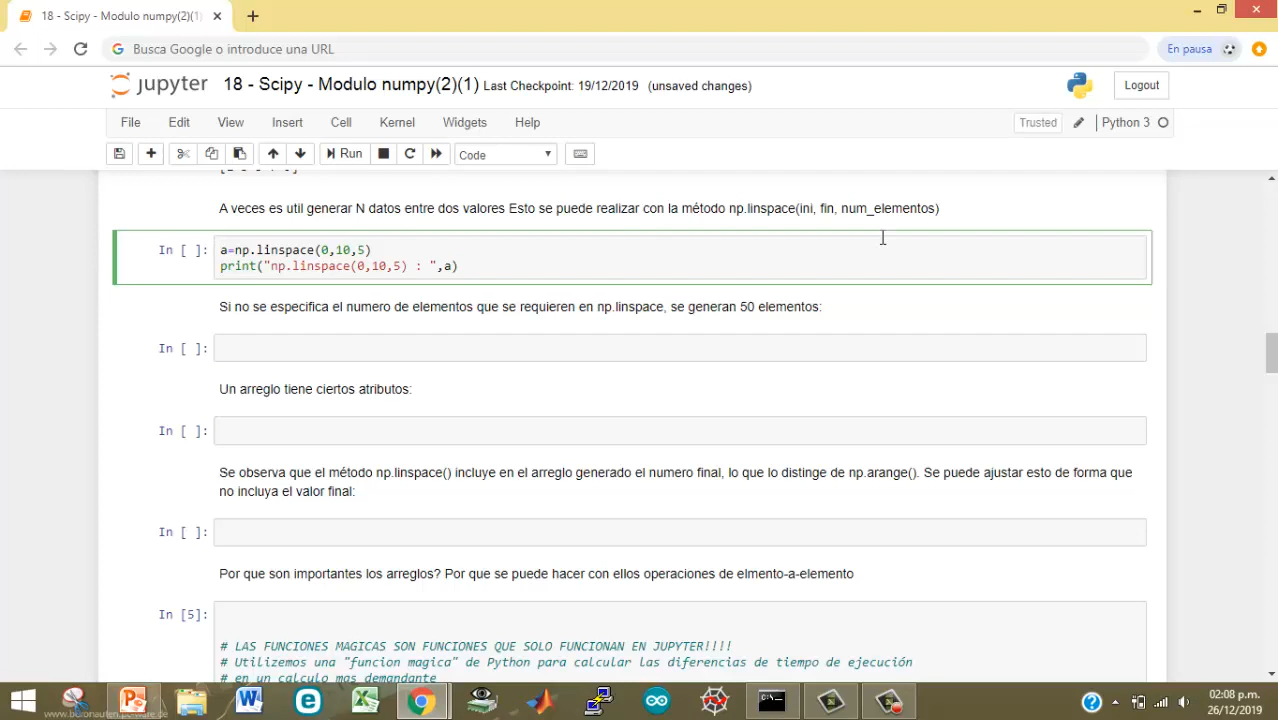 18 - Scipy - Modulo numpy(2)(1)
Busca Google o introduce una URL
En pausa
jupyter 18 - Scipy - Modulo numpy(2)(1) Last Checkpoint: 19/12/2019 (unsaved changes)
Logout
File Edit View Insert Cell Kernel Widgets Help
Trusted
Python 3
Run
Code
A veces es util generar N datos entre dos valores Esto se puede realizar con la método np.linspace(ini, fin, num_elementos)
In [ ]: a=np.linspace(0,10,5)
print("np.linspace(0,10,5) : ",a)
Si no se especifica el numero de elementos que se requieren en np.linspace, se generan 50 elementos:
In [ ]:
Un arreglo tiene ciertos atributos:
In [ ]:
Se observa que el método np.linspace() incluye en el arreglo generado el numero final, lo que lo distinge de np.arange(). Se puede ajustar esto de forma que
no incluya el valor final:
In [ ]:
Por que son importantes los arreglos? Por que se puede hacer con ellos operaciones de elmento-a-elemento
In [5]:
# LAS FUNCIONES MAGICAS SON FUNCIONES QUE SOLO FUNCIONAN EN JUPYTER!!!!
# Utilizemos una "funcion magica" de Python para calcular las diferencias de tiempo de ejecución
# en un calculo mas demandante
02:08 p.m.
26/12/2019